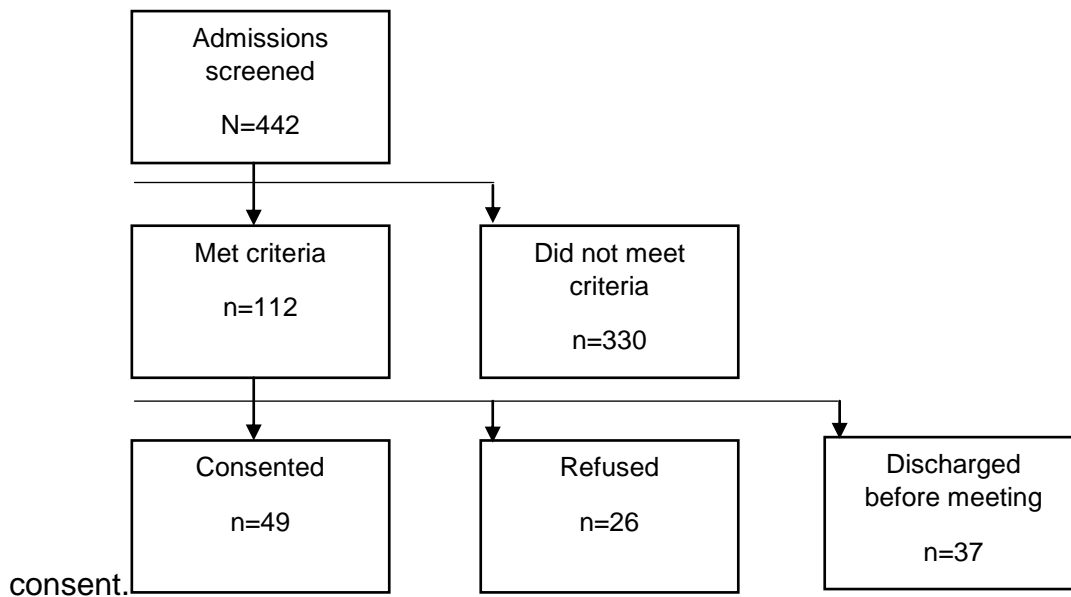 Admissions
screened
N=442
Met criteria
n=112
Did not meet
criteria
n=330
Consented
n=49
Refused
n=26
Discharged
before meeting
n=37
consent.